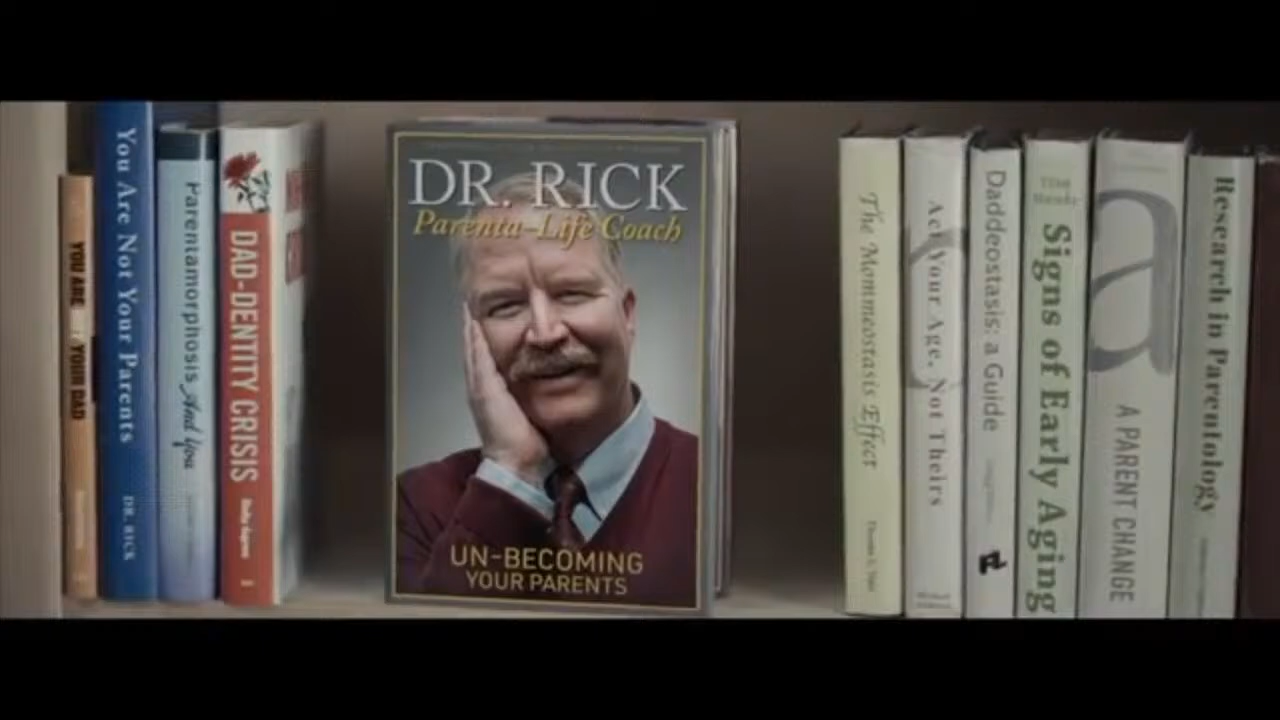 YOU ARE NOT YOUR DAD
You Are Not Your Parents
DR. RICK
Parentamorphosis And You
DAD-DENTITY CRISIS
DR. RICK
Parenta-Life Coach
UN-BECOMING
YOUR PARENTS
The Mommeostasis Effect
Act Your Age, Not Theirs
Daddeostasis: a Guide
Signs of Early Aging
a
A PARENT CHANGE
Research in Parentology